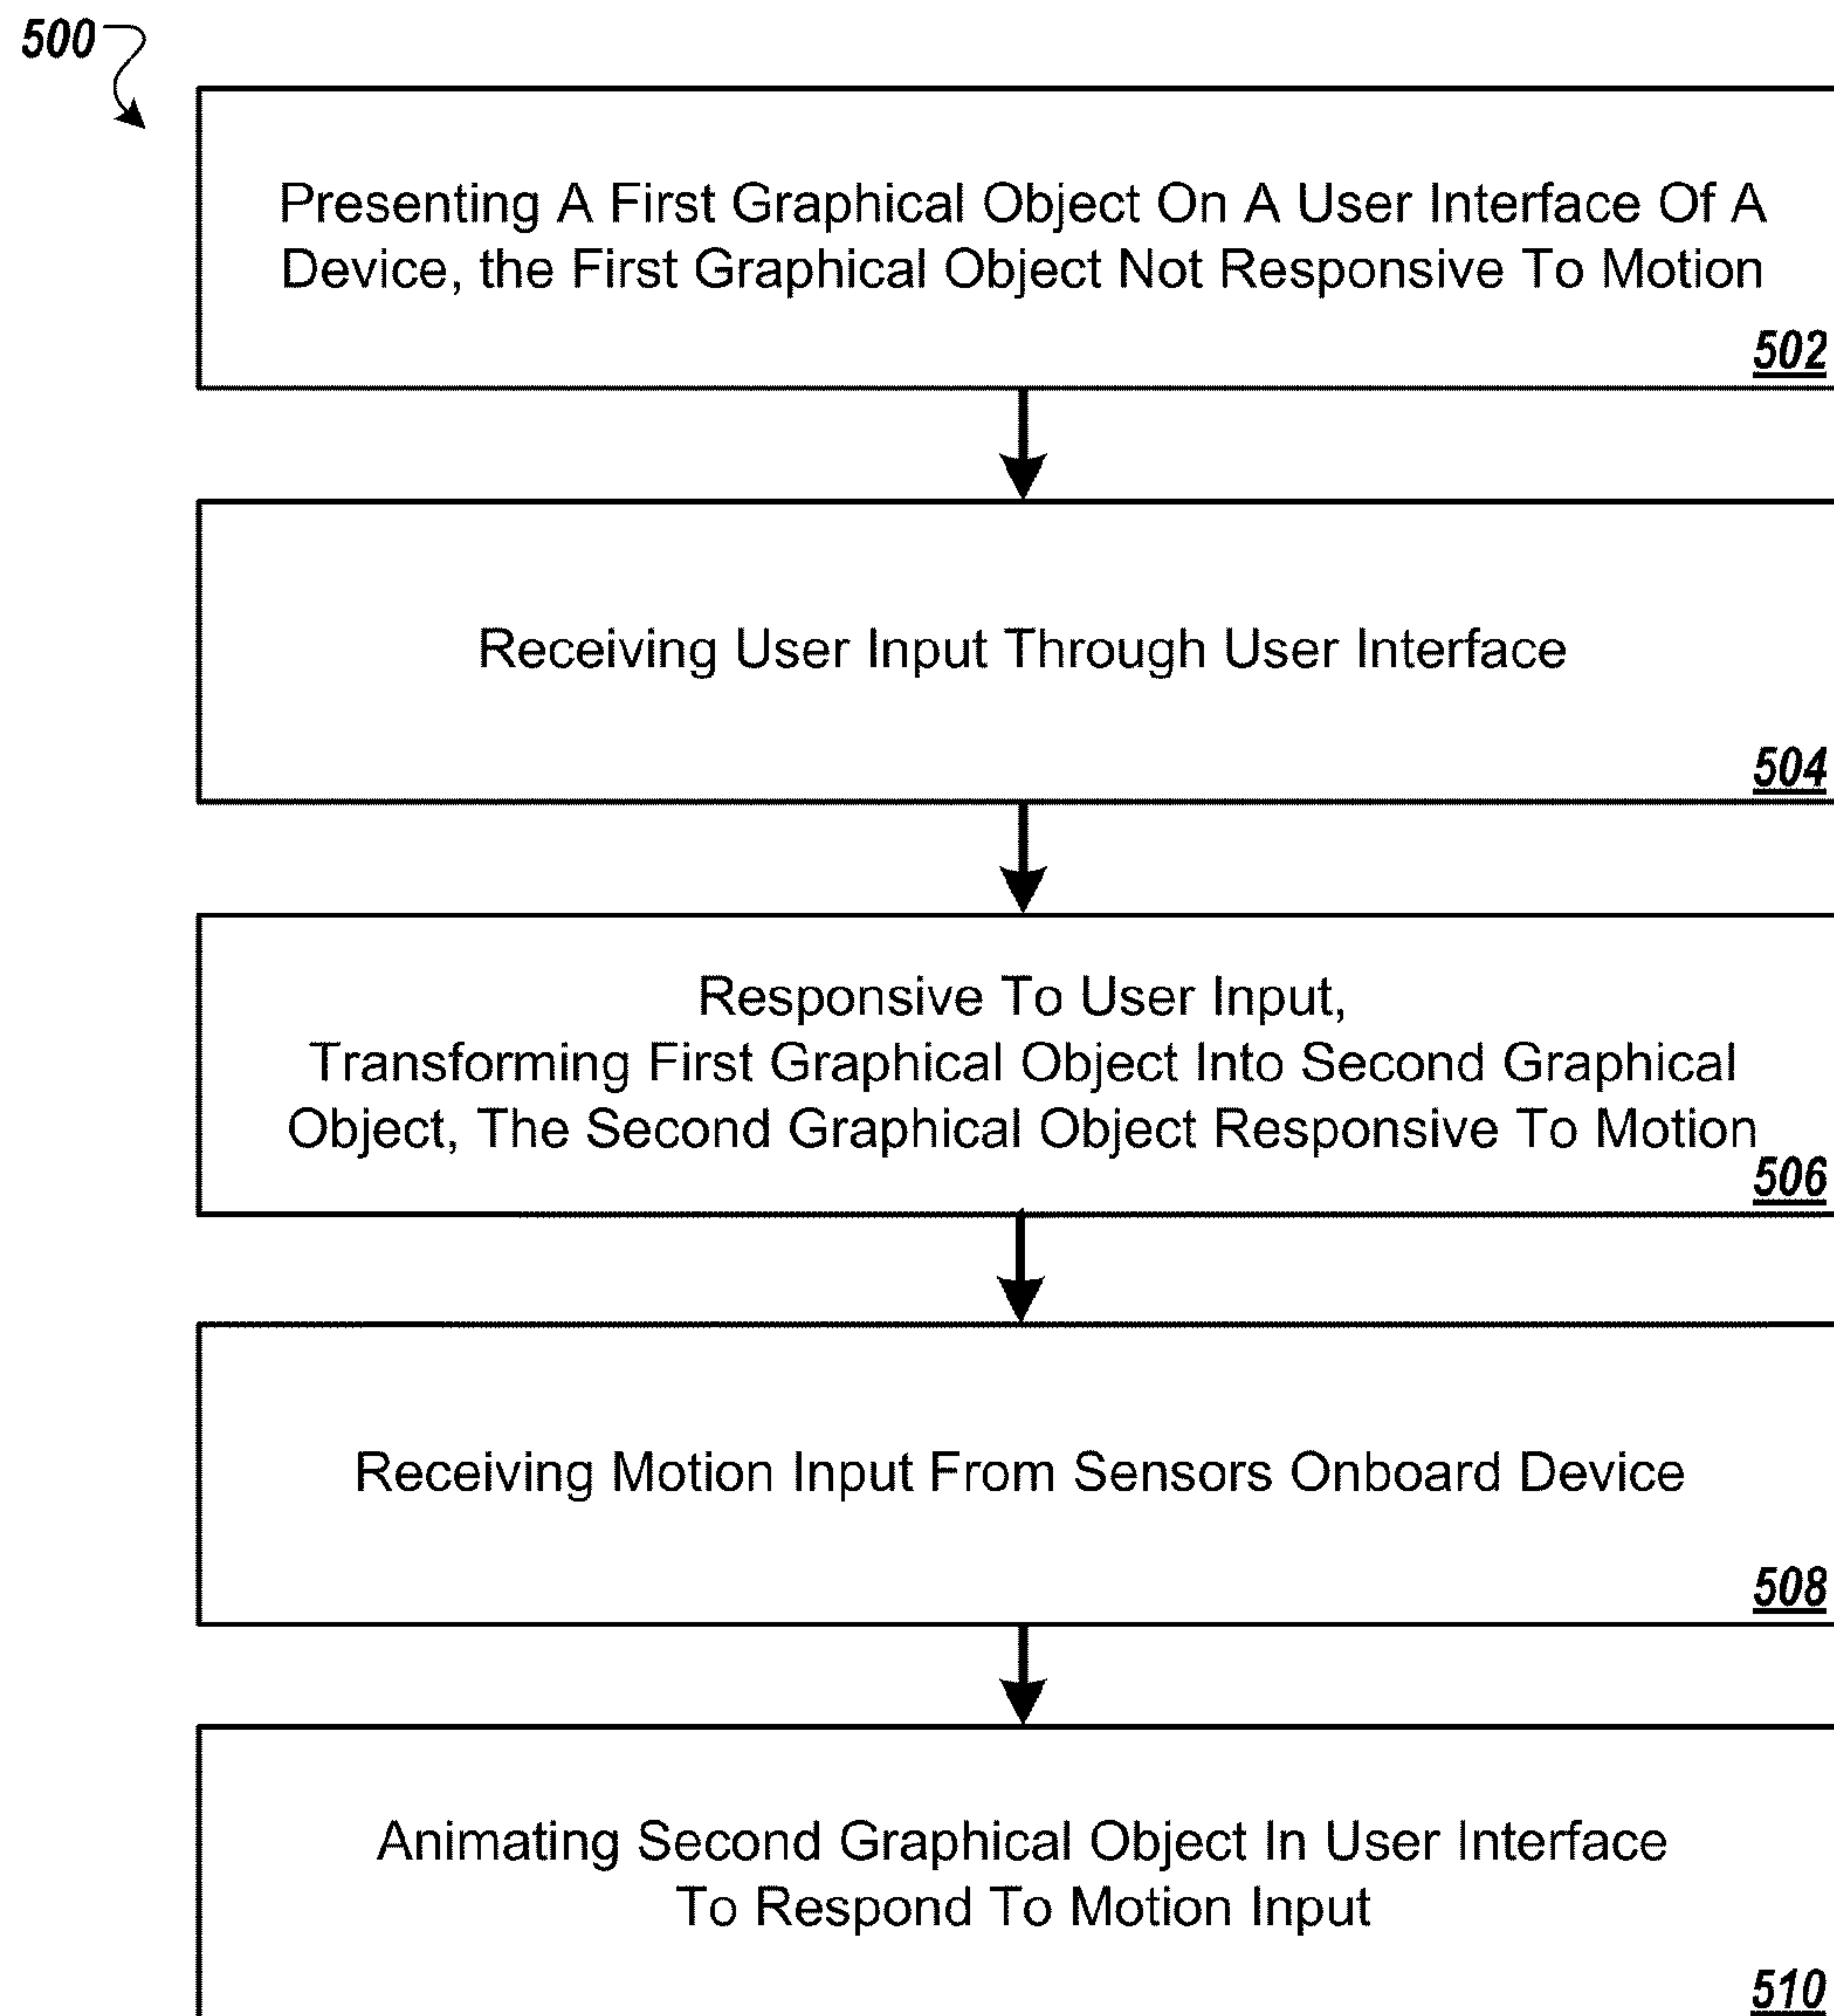 500
Presenting A First Graphical Object On A User Interface Of A
Device, the First Graphical Object Not Responsive To Motion
502
Receiving User Input Through User Interface
504
Responsive To User Input,
Transforming First Graphical Object Into Second Graphical
Object, The Second Graphical Object Responsive To Motion
506
Receiving Motion Input From Sensors Onboard Device
508
Animating Second Graphical Object In User Interface
To Respond To Motion Input
510